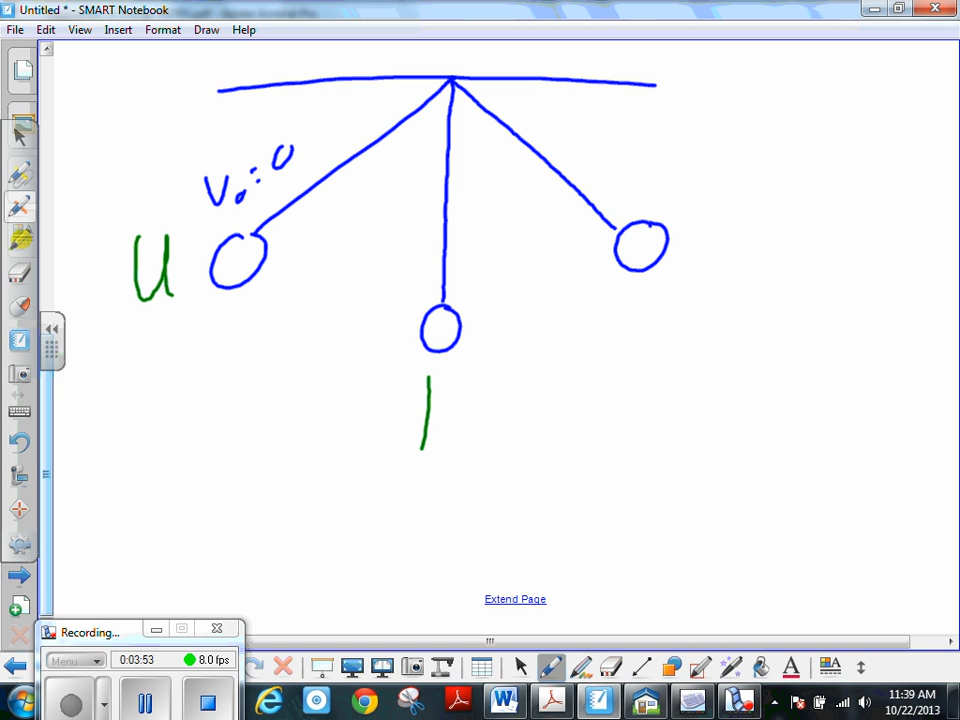 Untitled * - SMART Notebook
File Edit View Insert Format Draw Help
V₀ = 0
U
Extend Page
Recording...
Menu
0:03:53
8.0 fps
11:39 AM
10/22/2013